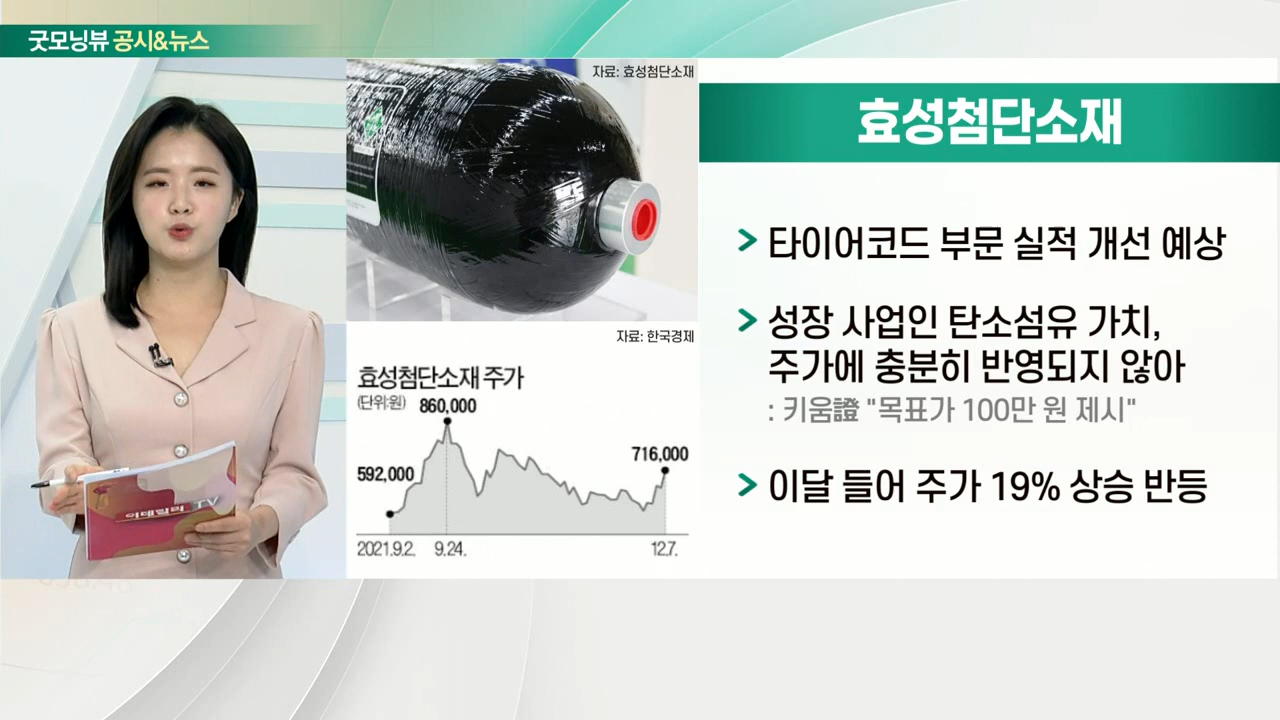 굿모닝뷰 공시&뉴스
자료: 효성첨단소재
자료: 한국경제
효성첨단소재 주가
(단위:원)
860,000
716,000
592,000
2021.9.2.
9.24.
12.7.
효성첨단소재
> 타이어코드 부문 실적 개선 예상
> 성장 사업인 탄소섬유 가치,
주가에 충분히 반영되지 않아
: 키움證 "목표가 100만 원 제시"
> 이달 들어 주가 19% 상승 반등
이데일리 TV